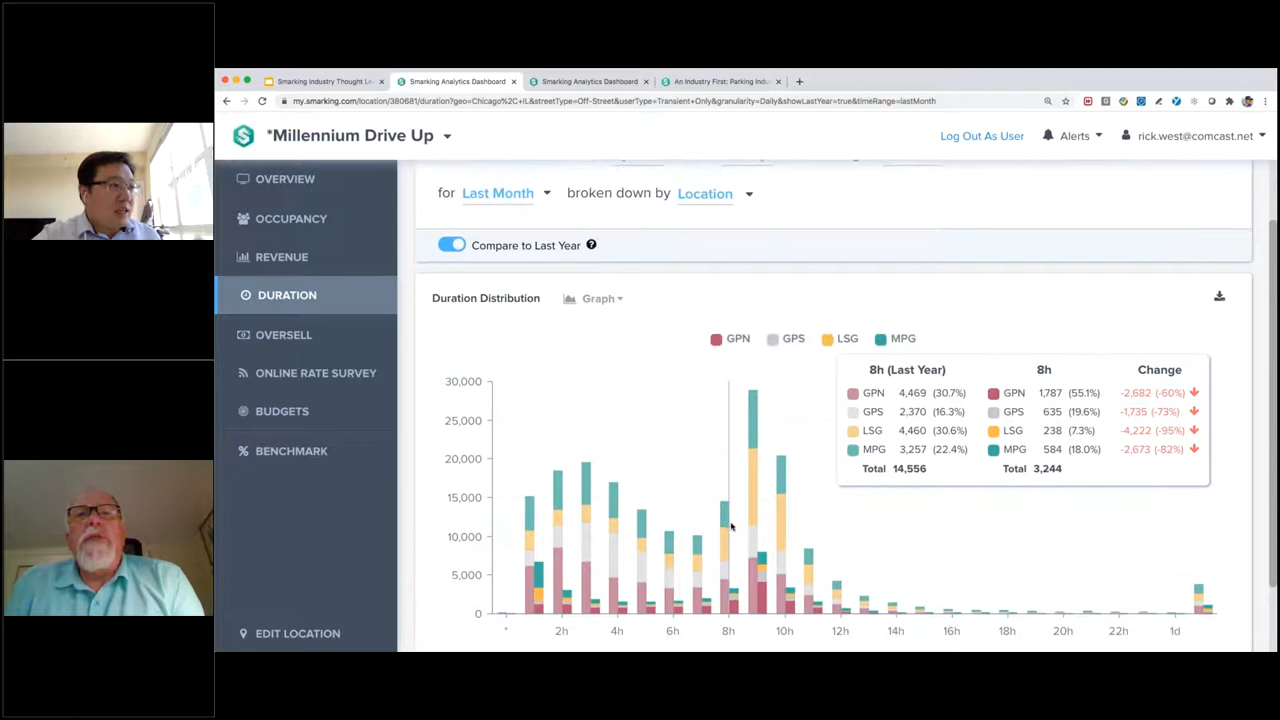 Smarking Industry Thought Le
Smarking Analytics Dashboard
Smarking Analytics Dashboard
An Industry First: Parking Indu
my.smarking.com/location/380681/duration?geo=Chicago%2C+IL&streetType=Off-Street&userType=Transient+Only&granularity=Daily&showLastYear=true&timeRange=lastMonth
*Millennium Drive Up
Log Out As User
Alerts
rick.west@comcast.net
OVERVIEW
OCCUPANCY
REVENUE
DURATION
OVERSELL
ONLINE RATE SURVEY
BUDGETS
BENCHMARK
EDIT LOCATION
for Last Month broken down by Location
Compare to Last Year ?
Duration Distribution Graph
GPN GPS LSG MPG
8h (Last Year) 8h Change
GPN 4,469 (30.7%) GPN 1,787 (55.1%) -2,682 (-60%)
GPS 2,370 (16.3%) GPS 635 (19.6%) -1,735 (-73%)
LSG 4,460 (30.6%) LSG 238 (7.3%) -4,222 (-95%)
MPG 3,257 (22.4%) MPG 584 (18.0%) -2,673 (-82%)
Total 14,556 Total 3,244
30,000
25,000
20,000
15,000
10,000
5,000
0
* 2h 4h 6h 8h 10h 12h 14h 16h 18h 20h 22h 1d